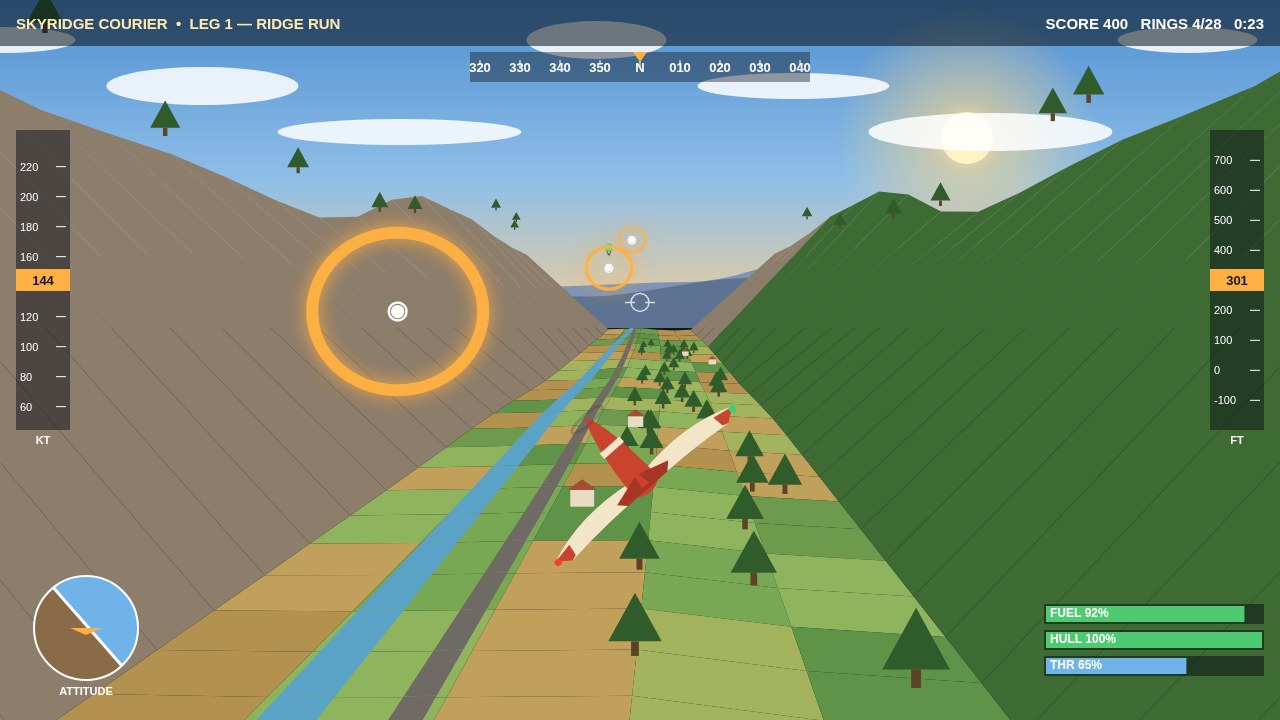 SKYRIDGE COURIER • LEG 1 — RIDGE RUN
SCORE 400 RINGS 4/28 0:23
320 330 340 350 N 010 020 030 040
220
200
180
160
144
120
100
80
60
KT
700
600
500
400
301
200
100
0
-100
FT
ATTITUDE
FUEL 92%
HULL 100%
THR 65%